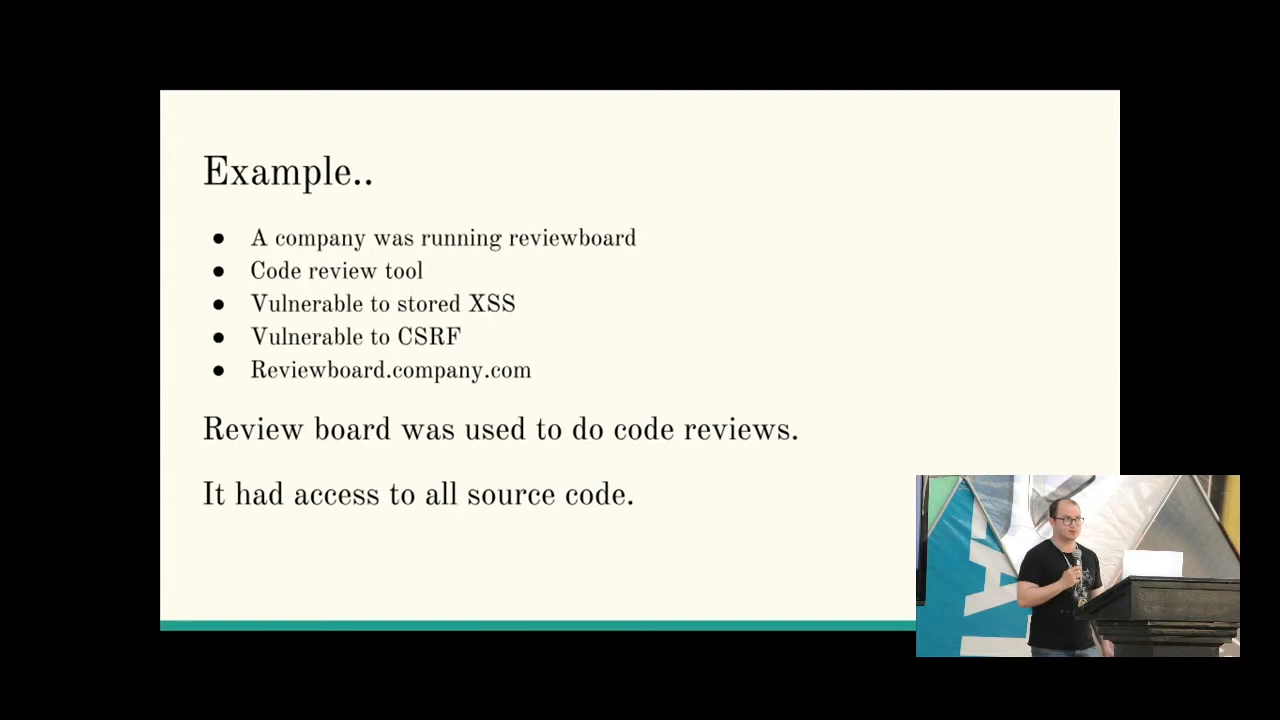 Example..
● A company was running reviewboard
● Code review tool
● Vulnerable to stored XSS
● Vulnerable to CSRF
● Reviewboard.company.com
Review board was used to do code reviews.
It had access to all source code.